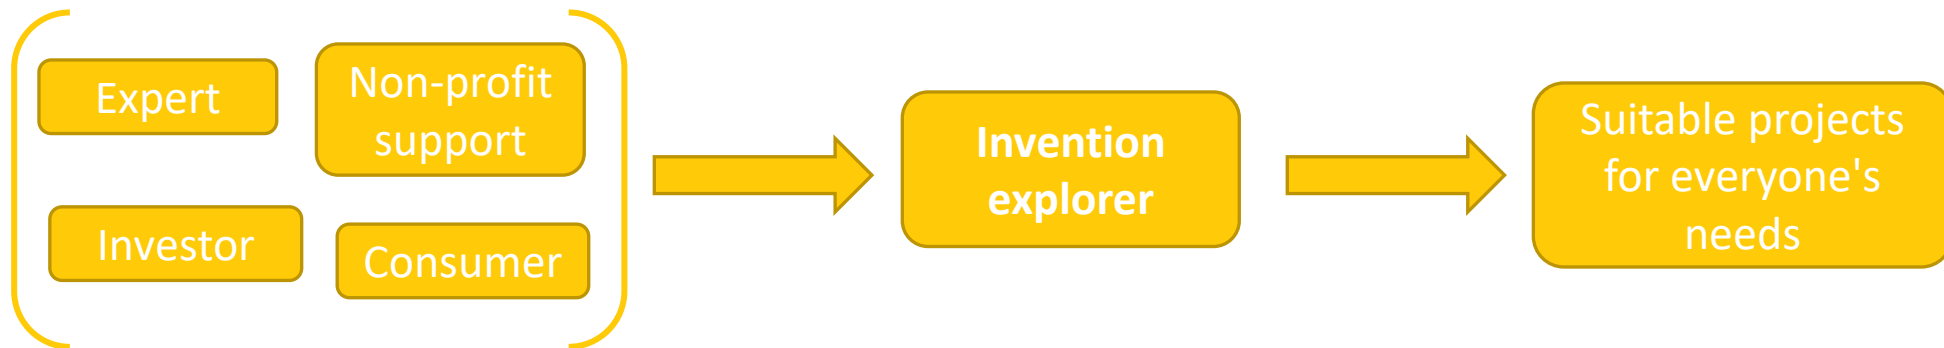 Expert
Non-profit
support
Investor
Consumer
Invention
explorer
Suitable projects
for everyone's
needs